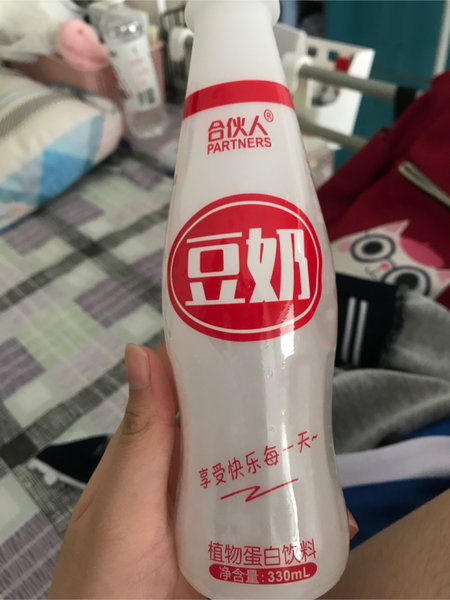 合伙人®
PARTNERS
豆奶
享受快乐每一天~
植物蛋白饮料
净含量:330mL